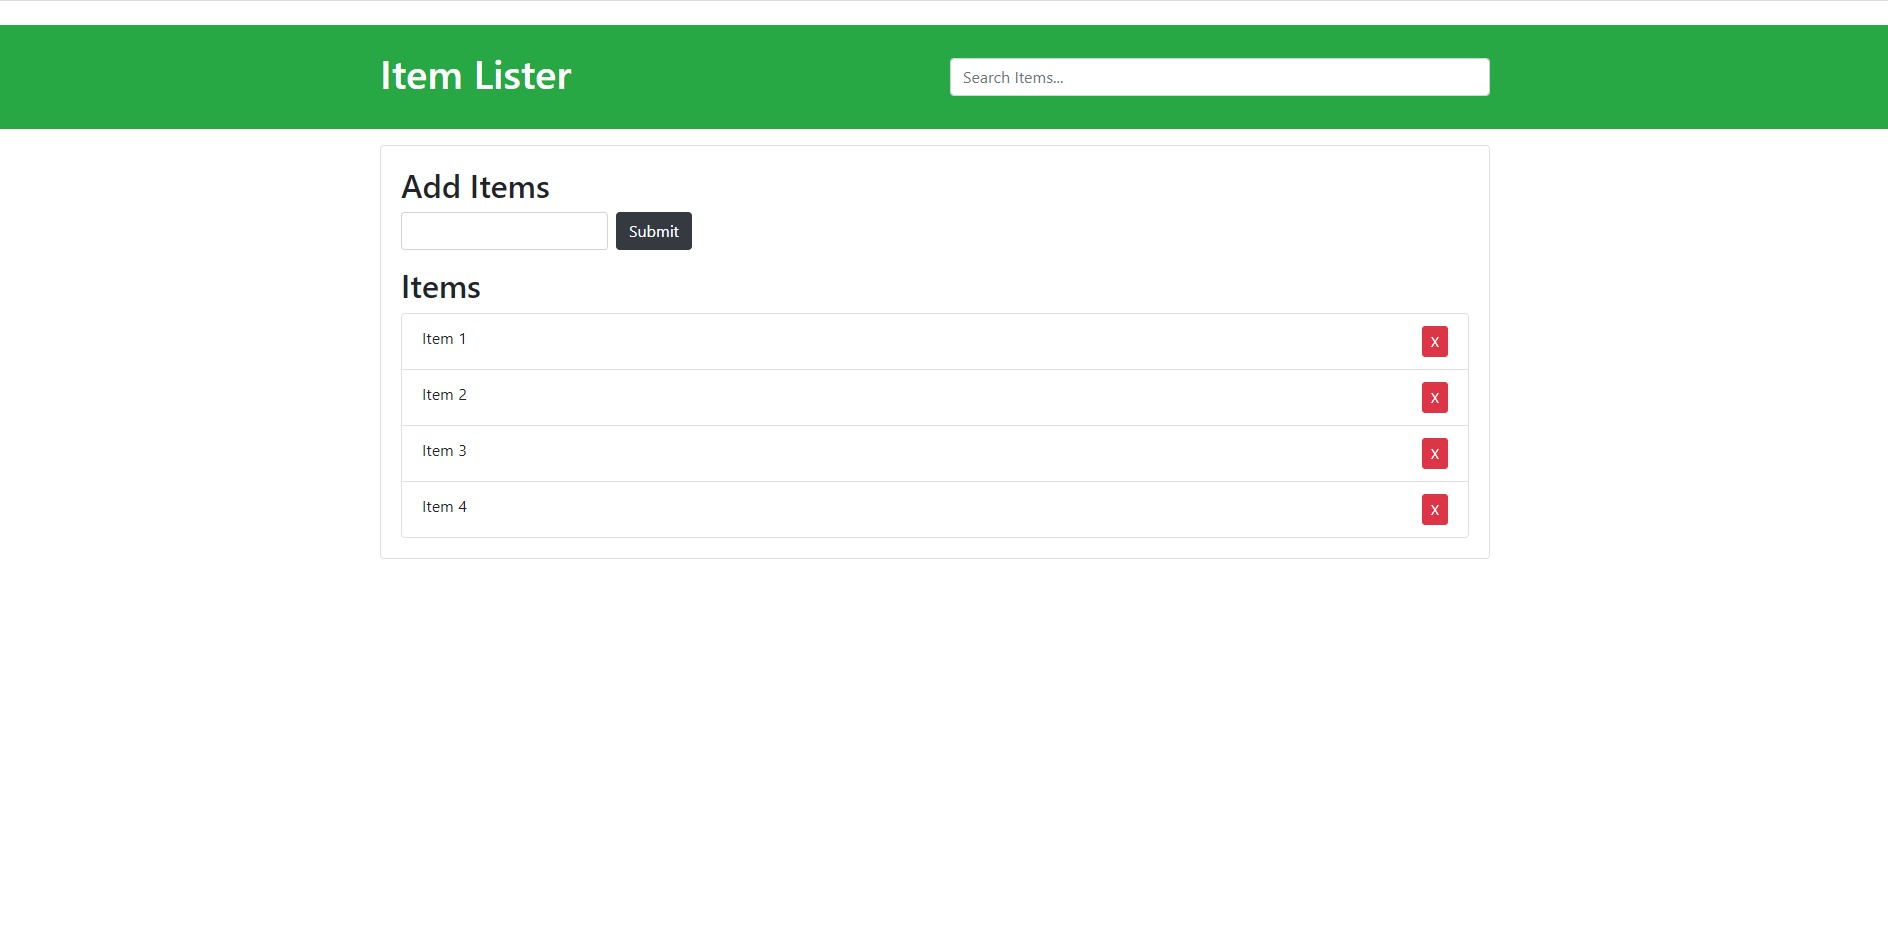 Item Lister
Search Items...
Add Items
Submit
Items
Item 1 X
Item 2 X
Item 3 X
Item 4 X